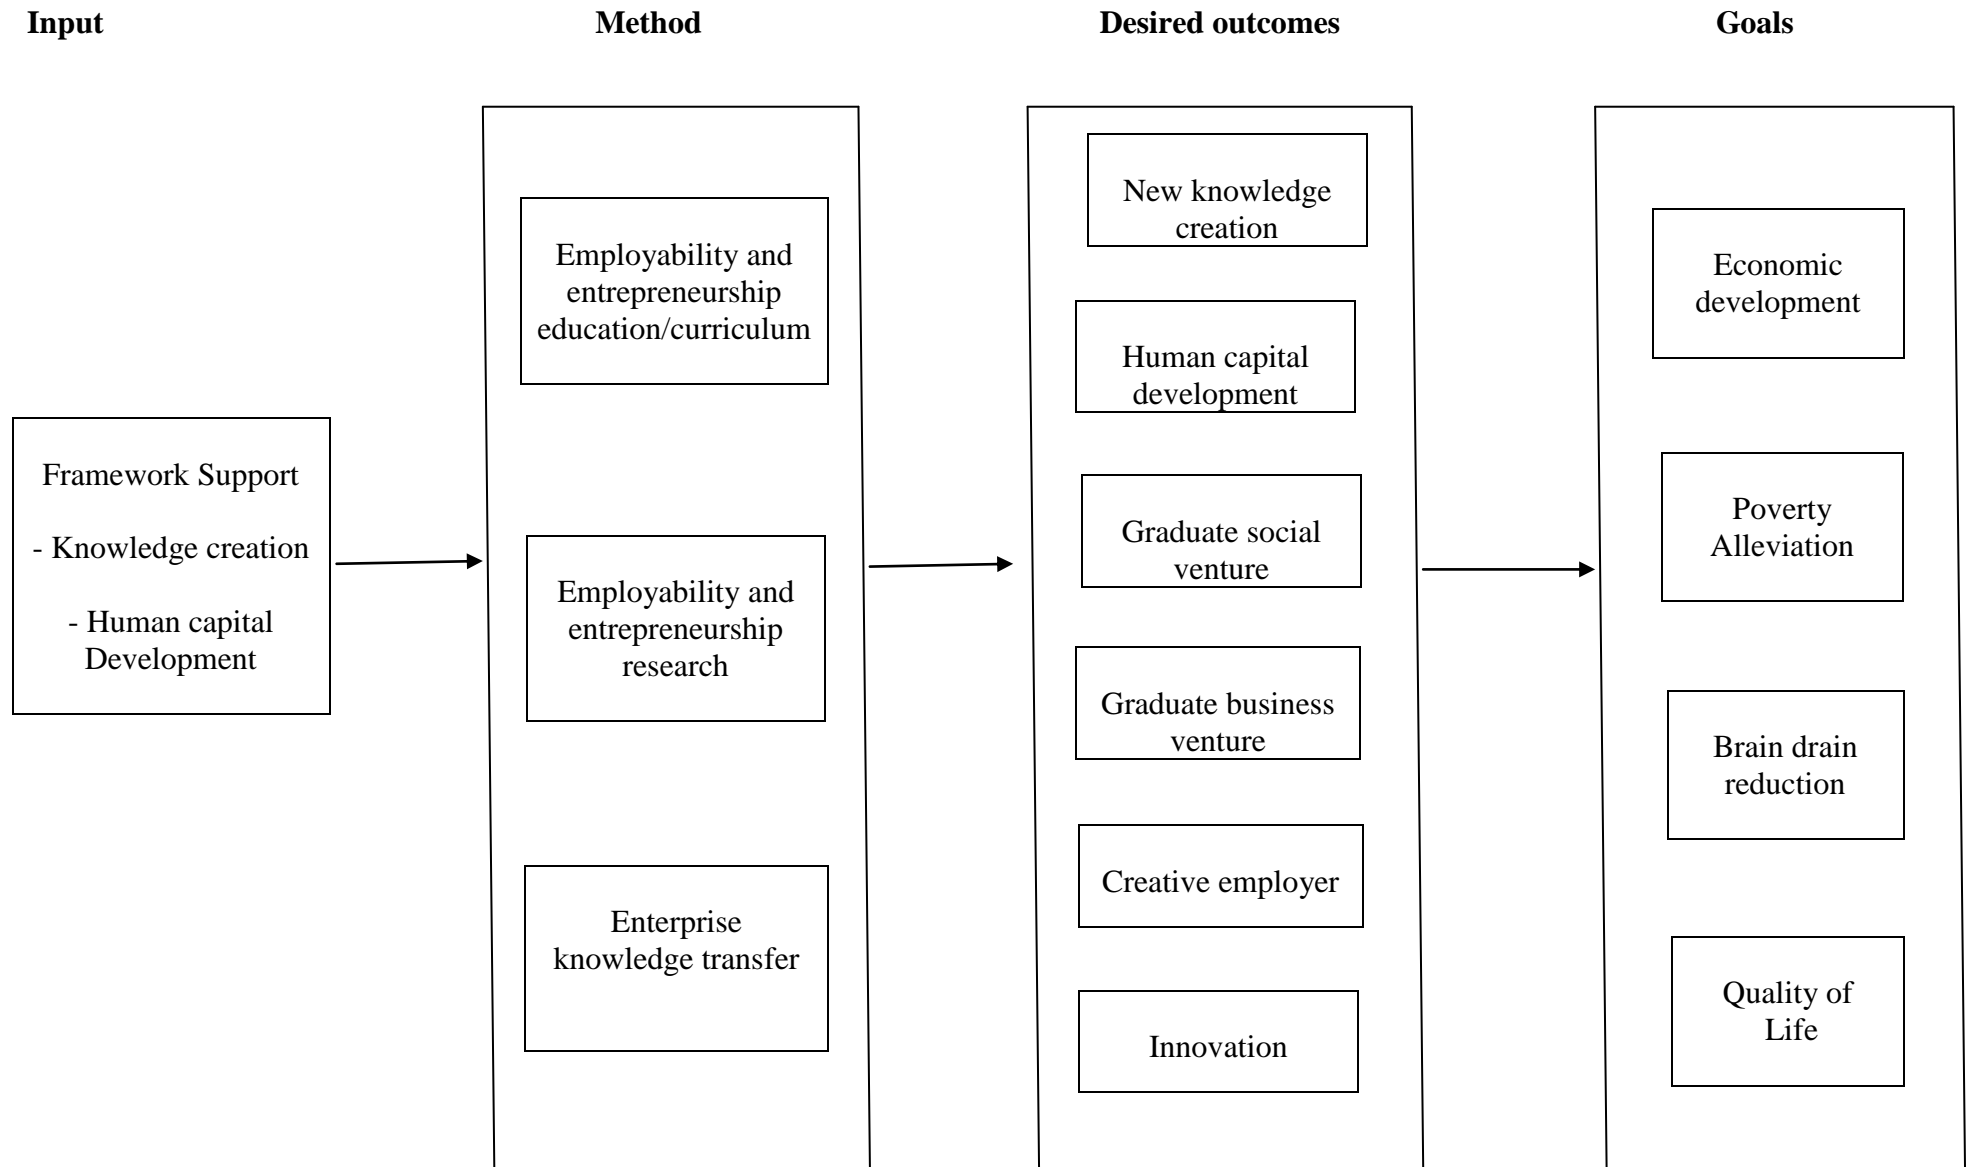 Input
Method
Desired outcomes
Goals
Framework Support
- Knowledge creation
- Human capital
Development
Employability and
entrepreneurship
education/curriculum
Employability and
entrepreneurship
research
Enterprise
knowledge transfer
New knowledge
creation
Human capital
development
Graduate social
venture
Graduate business
venture
Creative employer
Innovation
Economic
development
Poverty
Alleviation
Brain drain
reduction
Quality of
Life